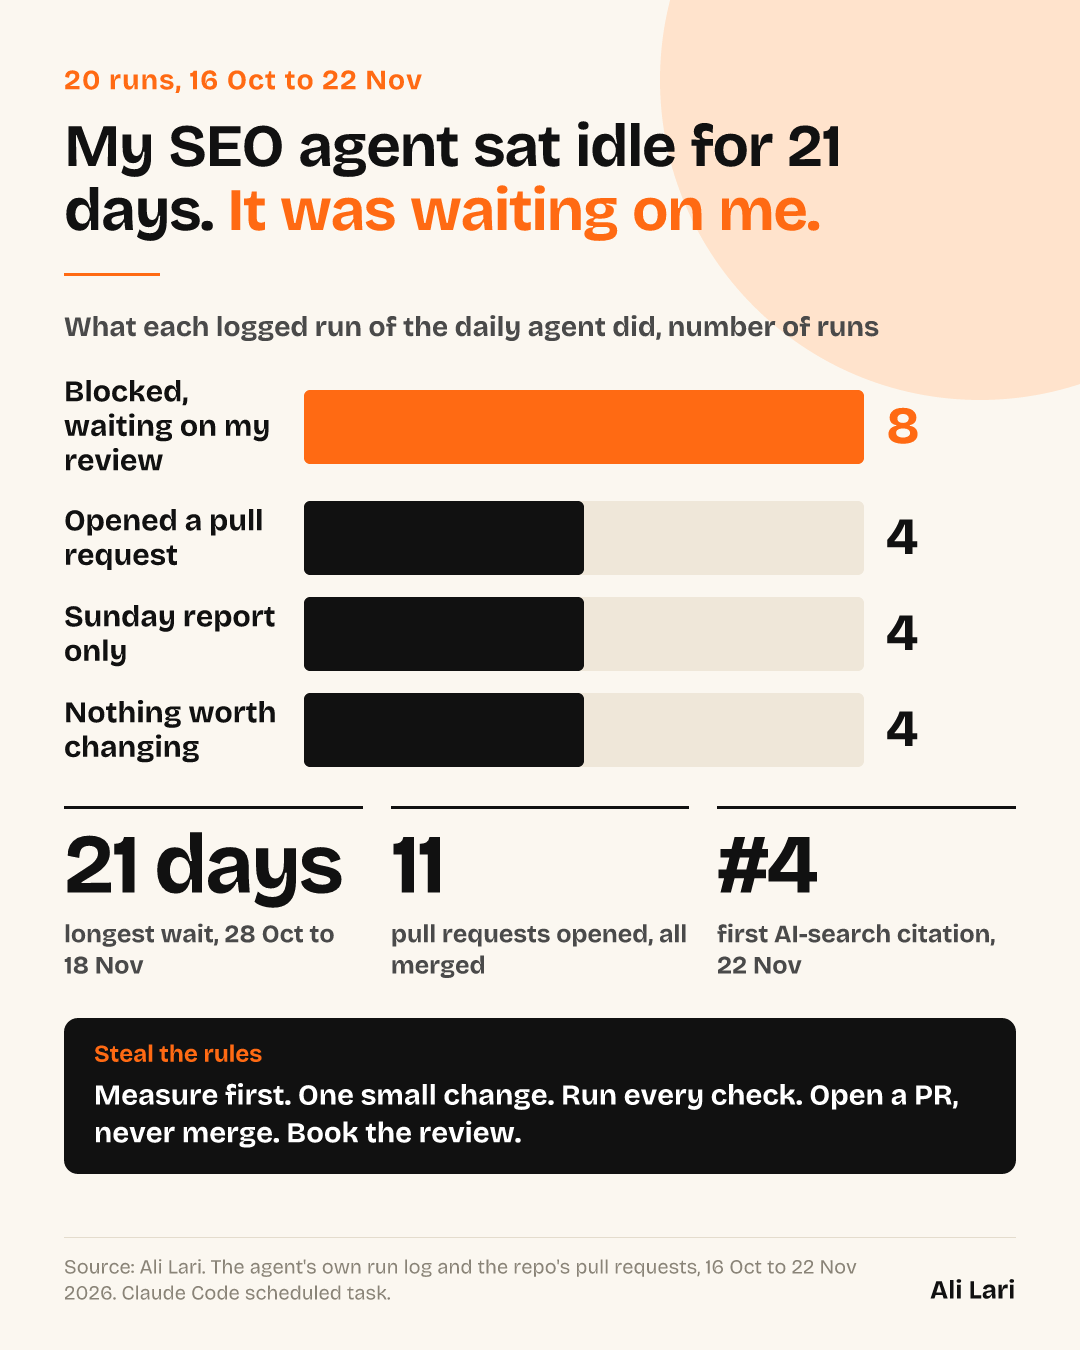 20 runs, 16 Oct to 22 Nov
My SEO agent sat idle for 21
days. It was waiting on me.
What each logged run of the daily agent did, number of runs
Blocked,
waiting on my
review
8
Opened a pull
request
4
Sunday report
only
4
Nothing worth
changing
4
21 days
longest wait, 28 Oct to
18 Nov
11
pull requests opened, all
merged
#4
first AI-search citation,
22 Nov
Steal the rules
Measure first. One small change. Run every check. Open a PR,
never merge. Book the review.
Source: Ali Lari. The agent's own run log and the repo's pull requests, 16 Oct to 22 Nov
2026. Claude Code scheduled task.
Ali Lari